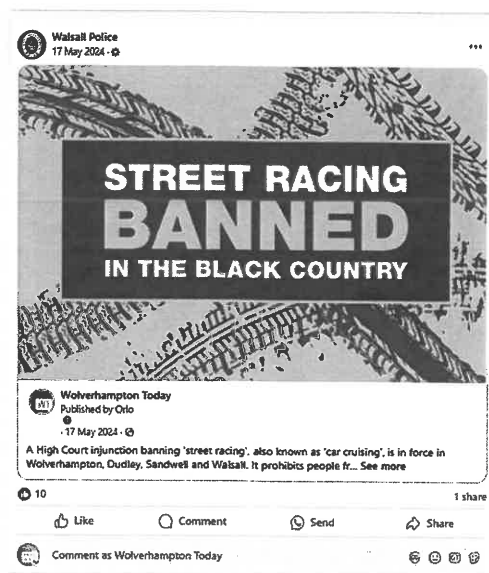 Walsall Police
17 May 2024 ·
STREET RACING
BANNED
IN THE BLACK COUNTRY
Wolverhampton Today
Published by Orlo
· 17 May 2024 ·
A High Court injunction banning 'street racing', also known as 'car cruising', is in force in
Wolverhampton, Dudley, Sandwell and Walsall. It prohibits people fr... See more
10
1 share
Like
Comment
Send
Share
Comment as Wolverhampton Today